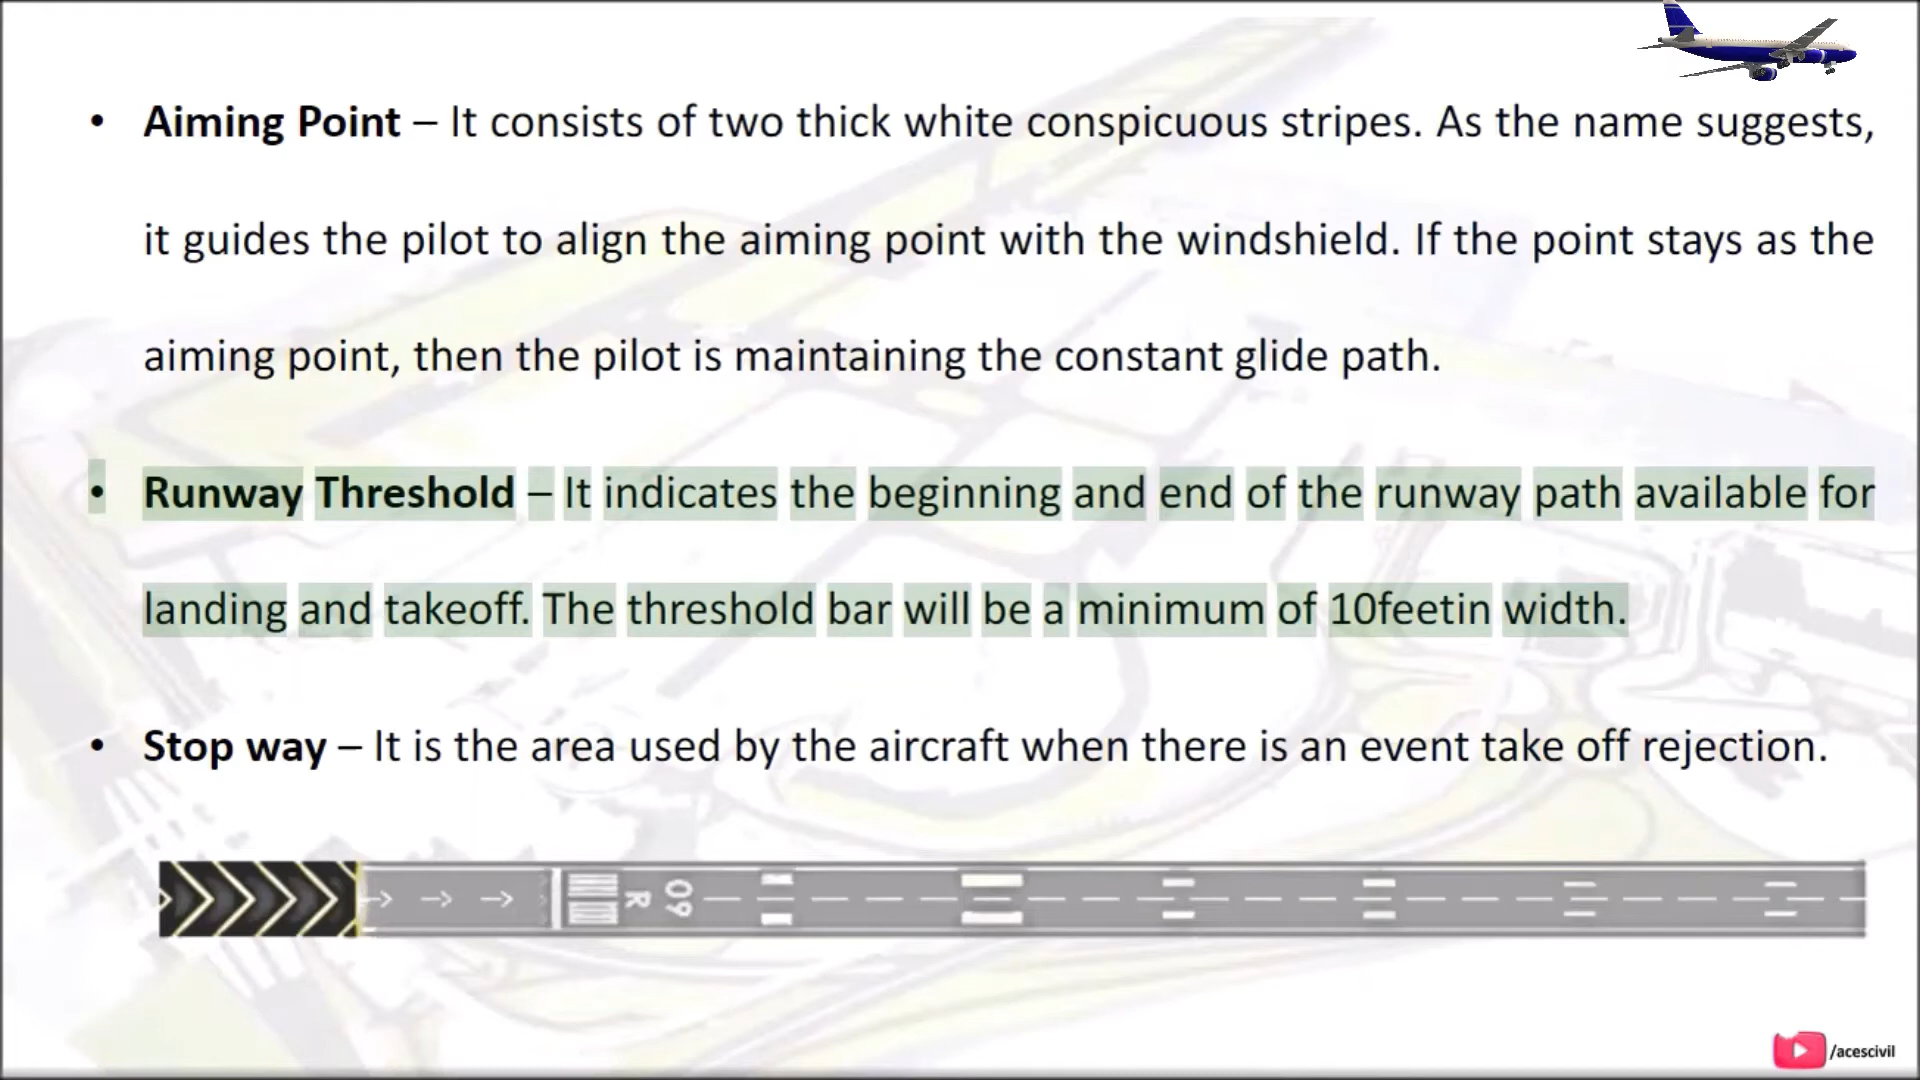 • Aiming Point – It consists of two thick white conspicuous stripes. As the name suggests,
it guides the pilot to align the aiming point with the windshield. If the point stays as the
aiming point, then the pilot is maintaining the constant glide path.
• Runway Threshold – It indicates the beginning and end of the runway path available for
landing and takeoff. The threshold bar will be a minimum of 10feetin width.
• Stop way – It is the area used by the aircraft when there is an event take off rejection.
09
R
/acescivil